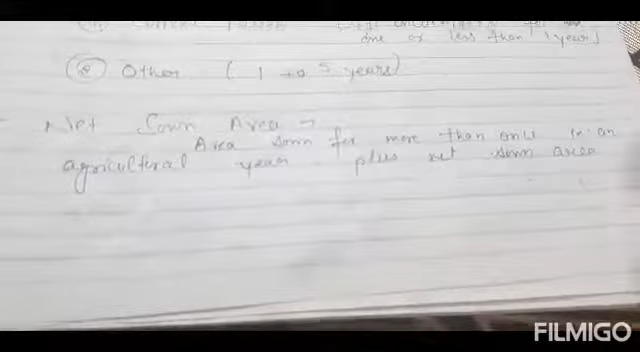 one or less than 1 year)
② Other ( 1 to 5 years)
Net Sown Area →
Area sown for more than once in an
agricultural year plus net sown area
FILMIGO